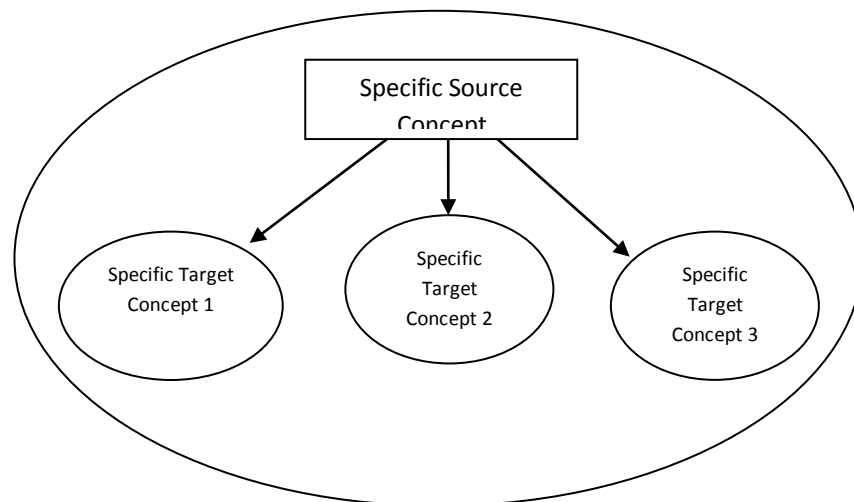 Specific Source
Concept
Specific Target
Concept 1
Specific
Target
Concept 2
Specific
Target
Concept 3